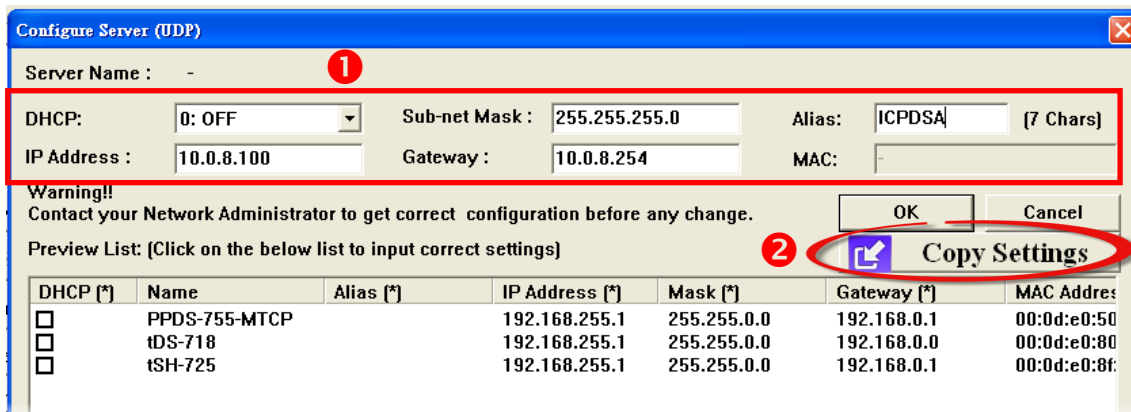 Configure Server (UDP)
Server Name : -
1
DHCP: 0: OFF Sub-net Mask : 255.255.255.0 Alias: ICPDSA (7 Chars)
IP Address : 10.0.8.100 Gateway : 10.0.8.254 MAC: -
Warning!!
Contact your Network Administrator to get correct configuration before any change.
OK Cancel
Preview List: (Click on the below list to input correct settings)
2 Copy Settings
DHCP (*) Name Alias (*) IP Address (*) Mask (*) Gateway (*) MAC Addres
PPDS-755-MTCP 192.168.255.1 255.255.0.0 192.168.0.1 00:0d:e0:50
tDS-718 192.168.255.1 255.255.0.0 192.168.0.0 00:0d:e0:80
tSH-725 192.168.255.1 255.255.0.0 192.168.0.1 00:0d:e0:8f: